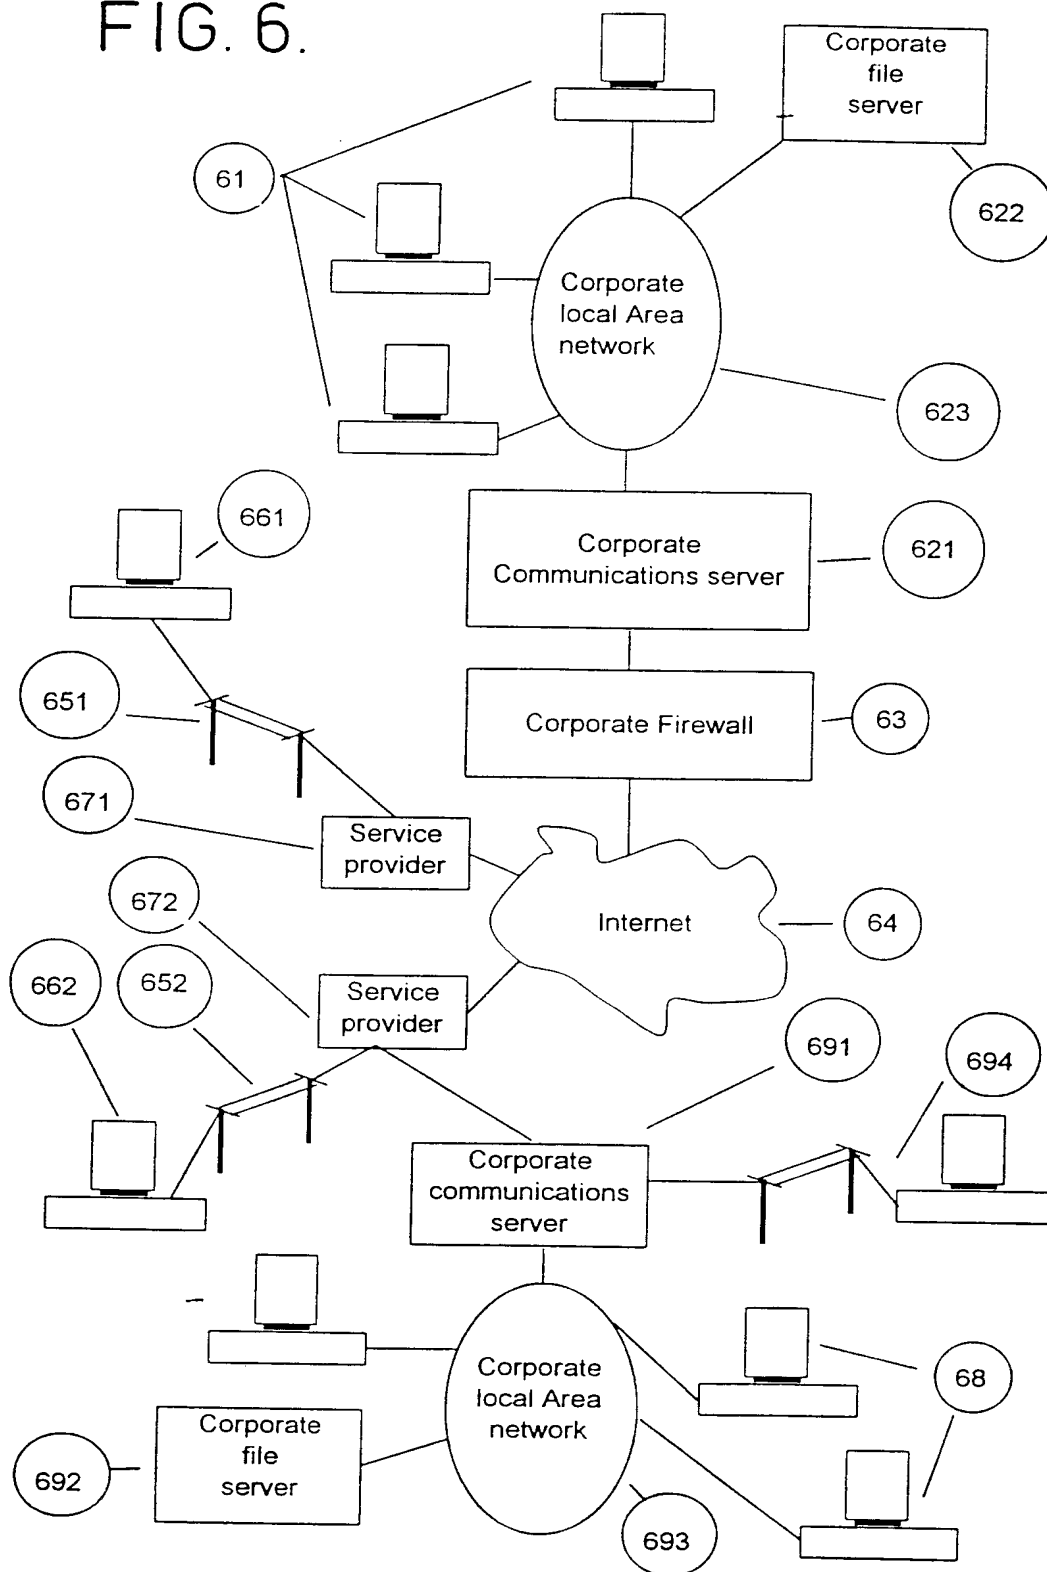 FIG. 6.
Corporate
file
server
61
622
Corporate
local Area
network
623
661
Corporate
Communications server
621
651
Corporate Firewall
63
671
Service
provider
672
Internet
64
662
652
Service
provider
691
694
Corporate
communications
server
Corporate
local Area
network
68
Corporate
file
server
692
693